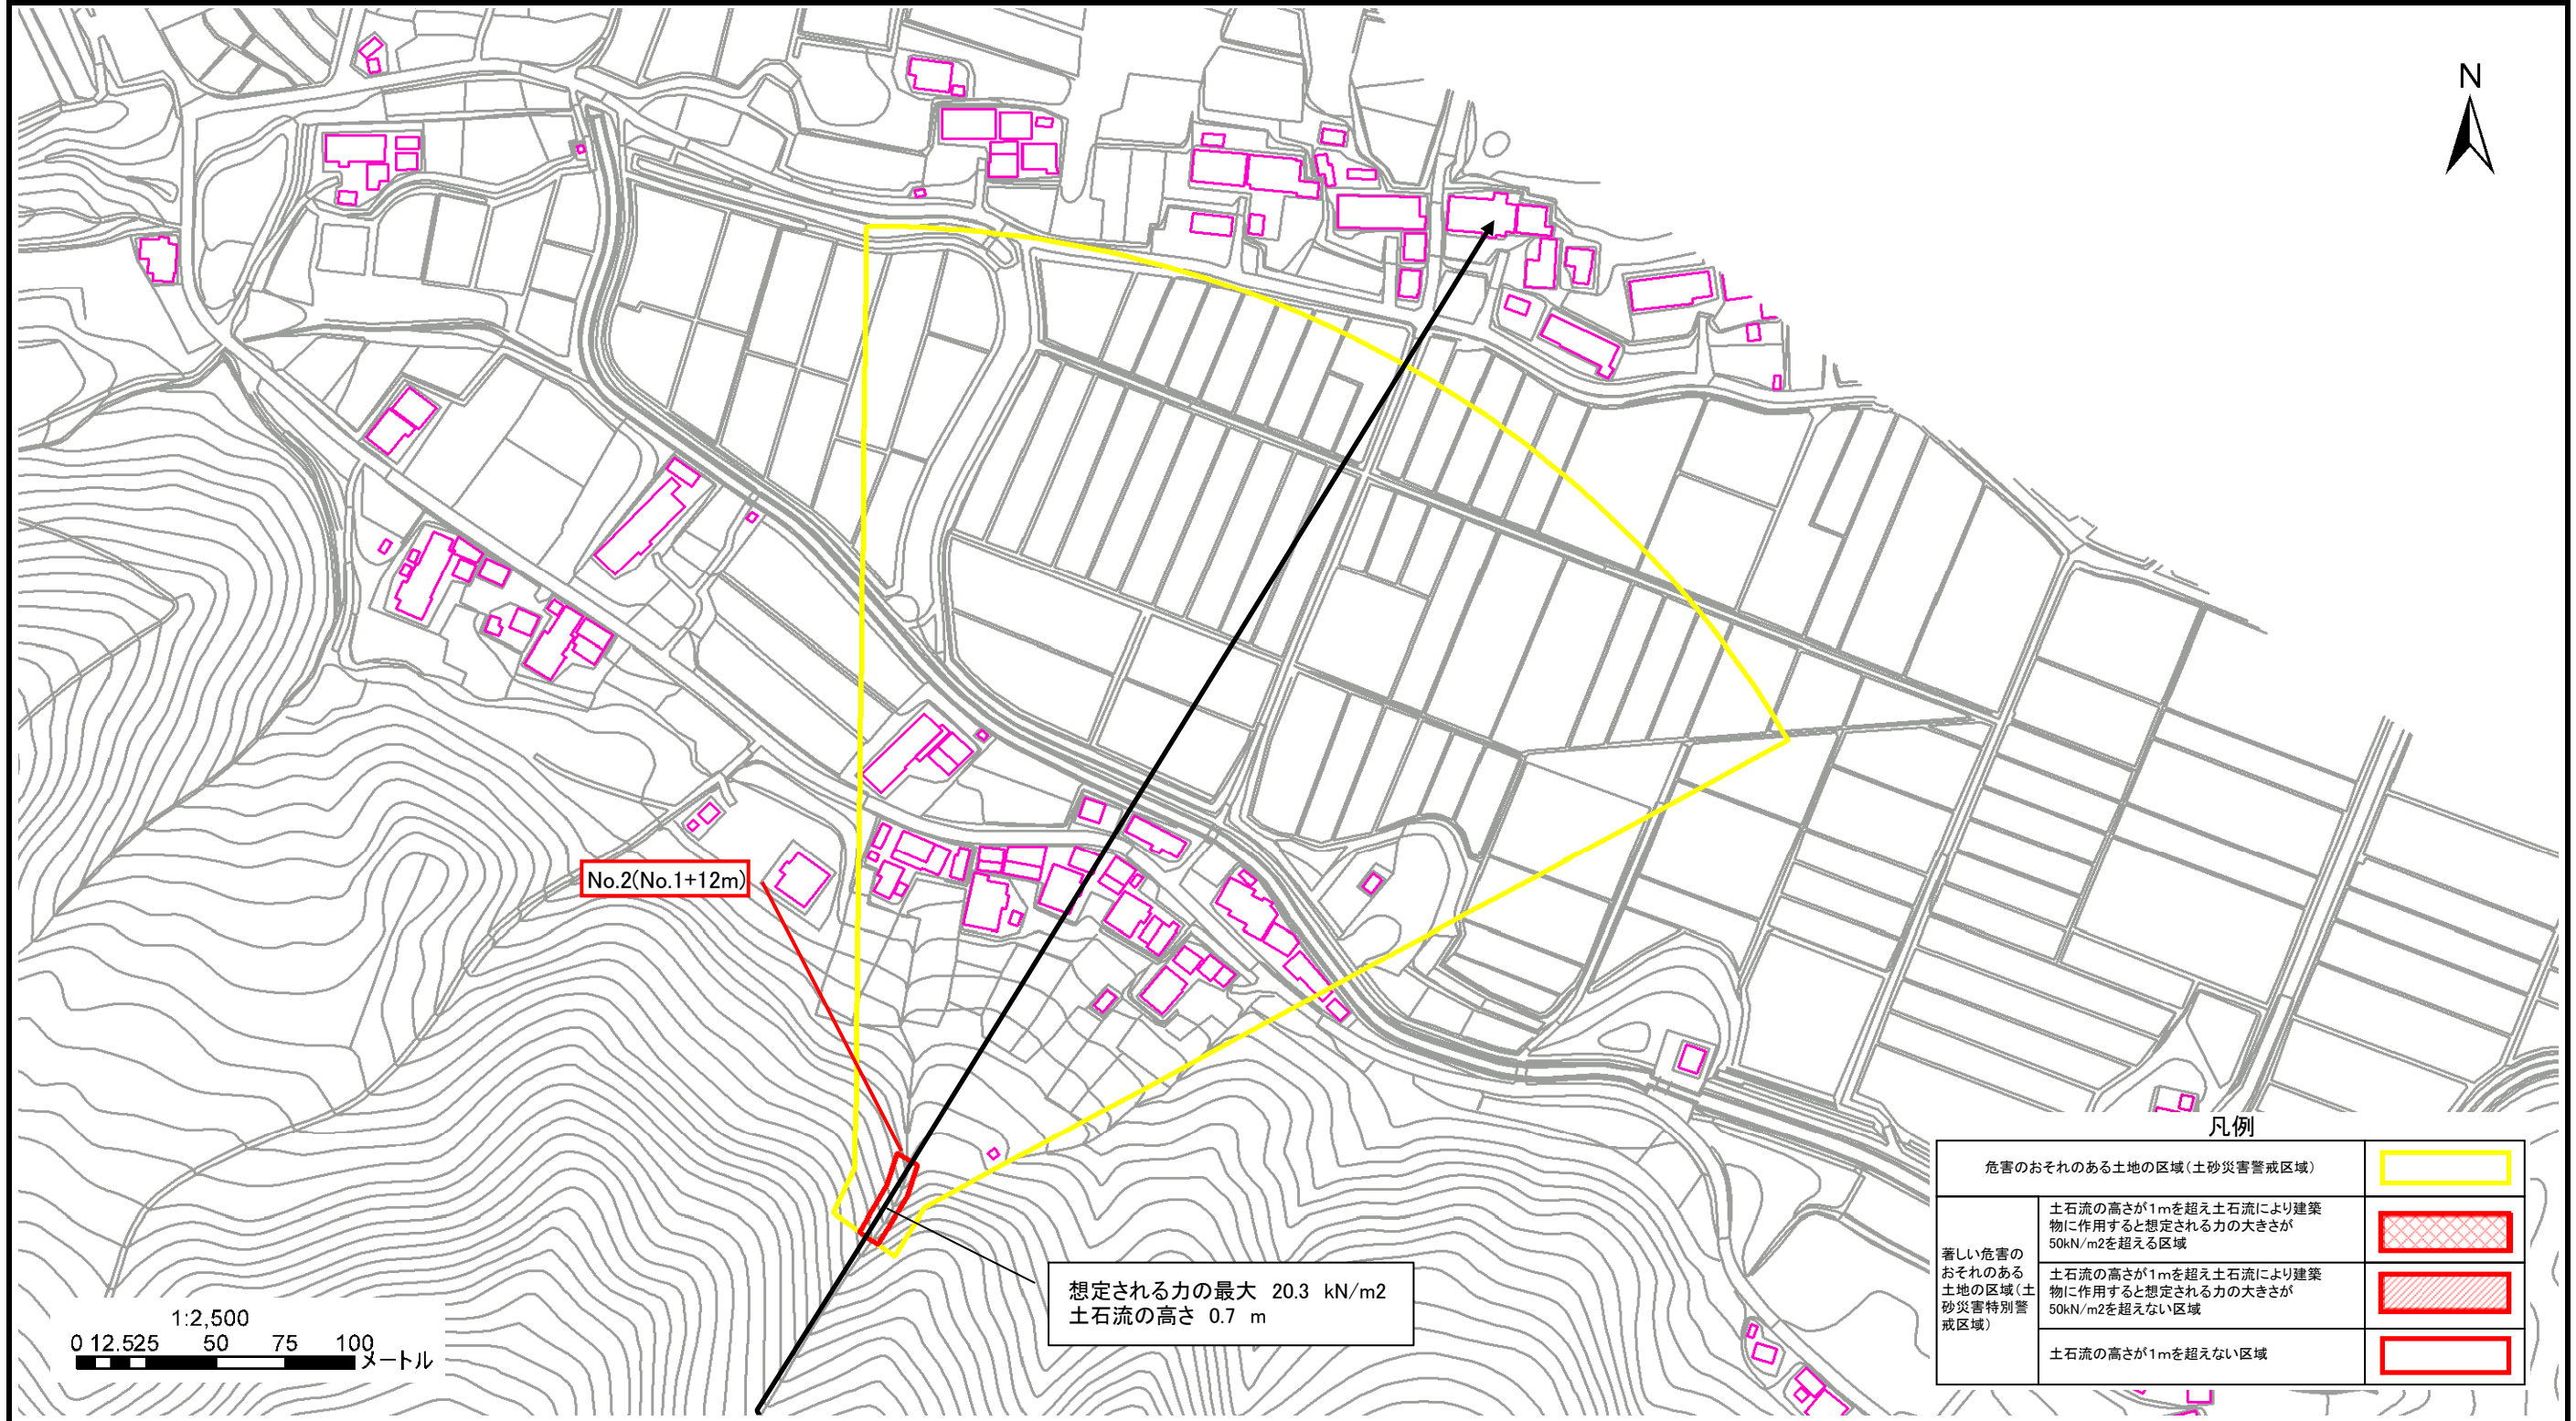 N
No.2(No.1+12m)
想定される力の最大 20.3 kN/m2
土石流の高さ 0.7 m
1:2,500
0 12.525 50 75 100
メートル
凡例
危害のおそれのある土地の区域(土砂災害警戒区域)
著しい危害の
おそれのある
土地の区域(土
砂災害特別警
戒区域)
土石流の高さが1mを超え土石流により建築
物に作用すると想定される力の大きさが
50kN/m2を超える区域
土石流の高さが1mを超え土石流により建築
物に作用すると想定される力の大きさが
50kN/m2を超えない区域
土石流の高さが1mを超えない区域